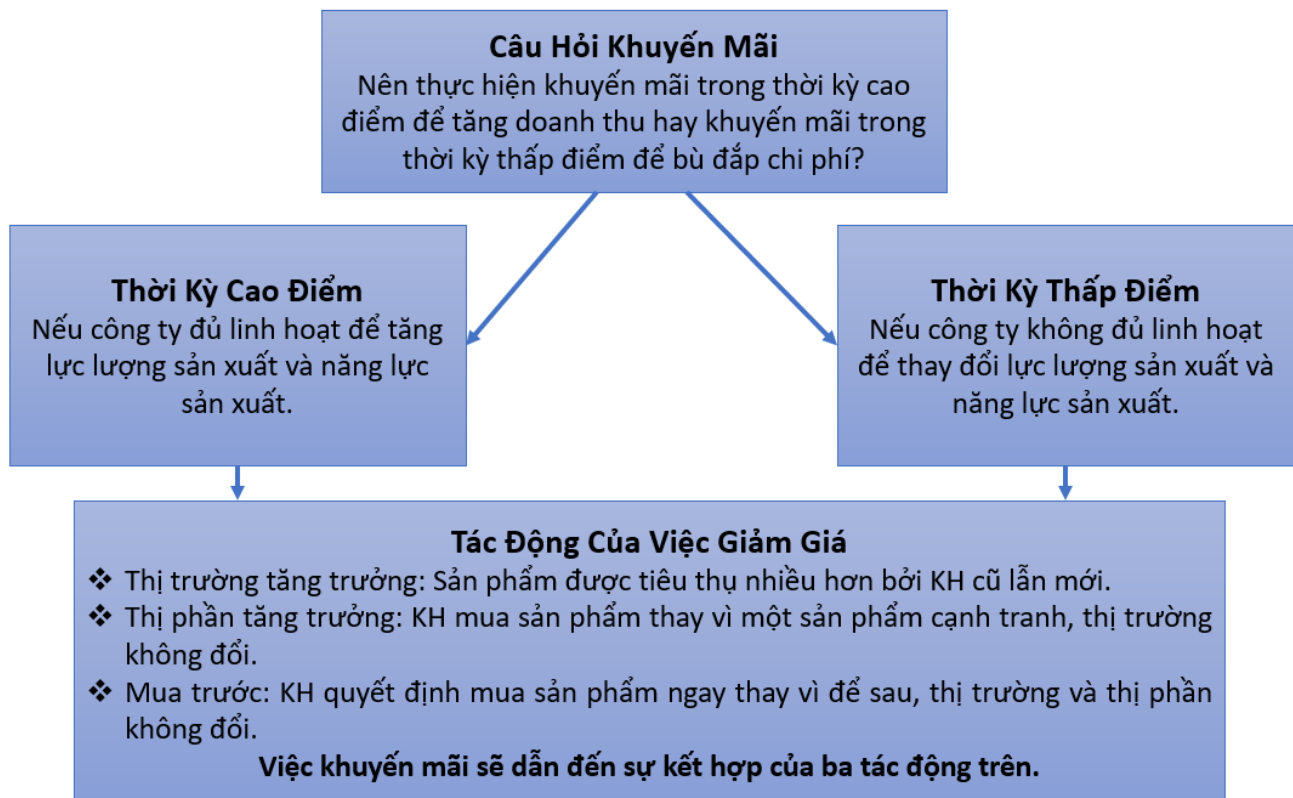 Câu Hỏi Khuyến Mãi
Nên thực hiện khuyến mãi trong thời kỳ cao
điểm để tăng doanh thu hay khuyến mãi trong
thời kỳ thấp điểm để bù đắp chi phí?
Thời Kỳ Cao Điểm
Nếu công ty đủ linh hoạt để tăng
lực lượng sản xuất và năng lực
sản xuất.
Thời Kỳ Thấp Điểm
Nếu công ty không đủ linh hoạt
để thay đổi lực lượng sản xuất và
năng lực sản xuất.
Tác Động Của Việc Giảm Giá
❖ Thị trường tăng trưởng: Sản phẩm được tiêu thụ nhiều hơn bởi KH cũ lẫn mới.
❖ Thị phần tăng trưởng: KH mua sản phẩm thay vì một sản phẩm cạnh tranh, thị trường
không đổi.
❖ Mua trước: KH quyết định mua sản phẩm ngay thay vì để sau, thị trường và thị phần
không đổi.
Việc khuyến mãi sẽ dẫn đến sự kết hợp của ba tác động trên.